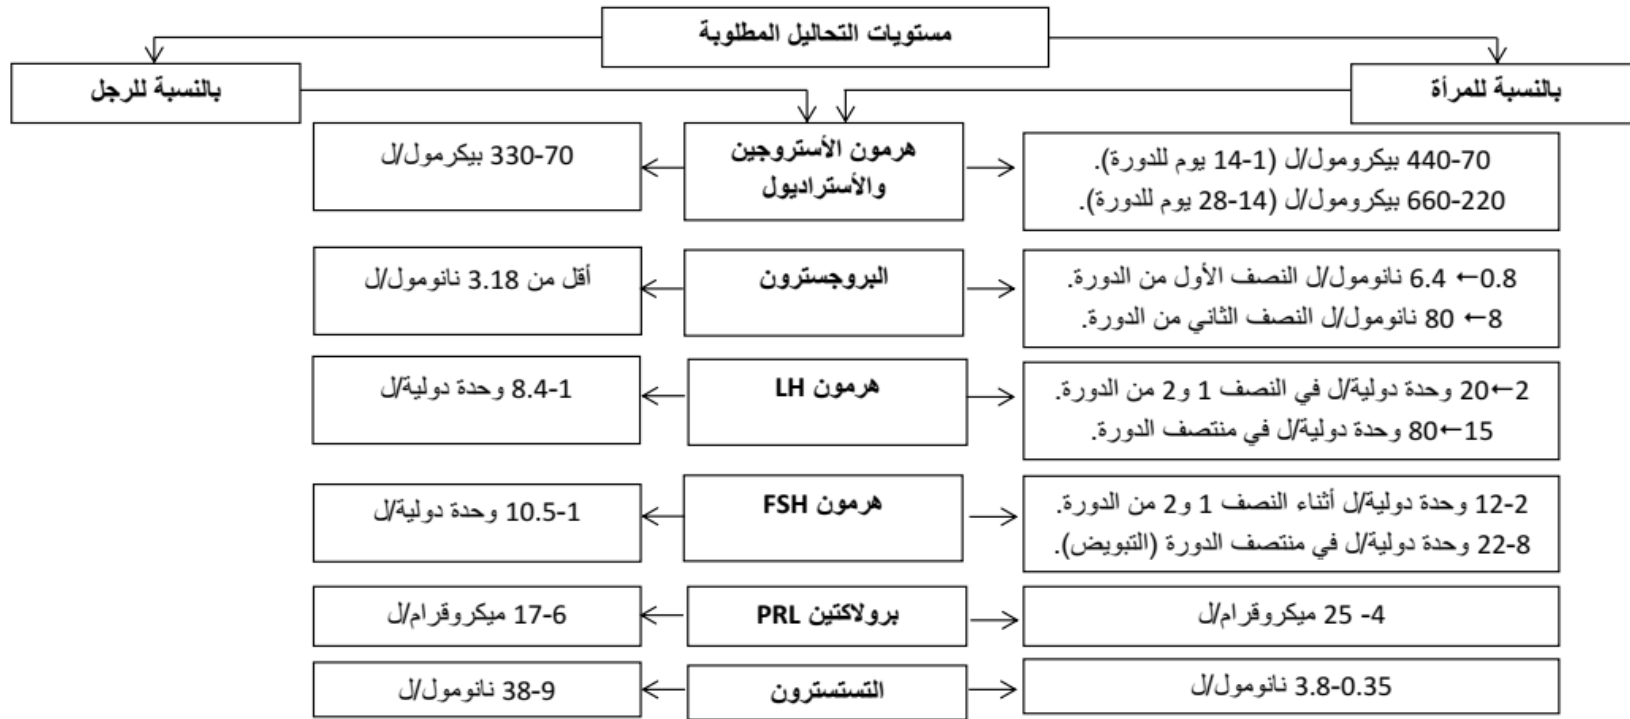 مستويات التحاليل المطلوبة
بالنسبة للمرأة
بالنسبة للرجل
هرمون الأستروجين
والأستراديول
70-440 بيكرومول/ل (1-14 يوم للدورة).
220-660 بيكرومول/ل (14-28 يوم للدورة).
70-330 بيكرمول/ل
البروجسترون
0.8← 6.4 نانومول/ل النصف الأول من الدورة.
8← 80 نانومول/ل النصف الثاني من الدورة.
أقل من 3.18 نانومول/ل
هرمون LH
2←20 وحدة دولية/ل في النصف 1 و2 من الدورة.
15←80 وحدة دولية/ل في منتصف الدورة.
1-8.4 وحدة دولية/ل
هرمون FSH
2-12 وحدة دولية/ل أثناء النصف 1 و2 من الدورة.
8-22 وحدة دولية/ل في منتصف الدورة (التبويض).
1-10.5 وحدة دولية/ل
برولاكتين PRL
4- 25 ميكروقرام/ل
6-17 ميكروقرام/ل
التستسترون
0.35-3.8 نانومول/ل
9-38 نانومول/ل